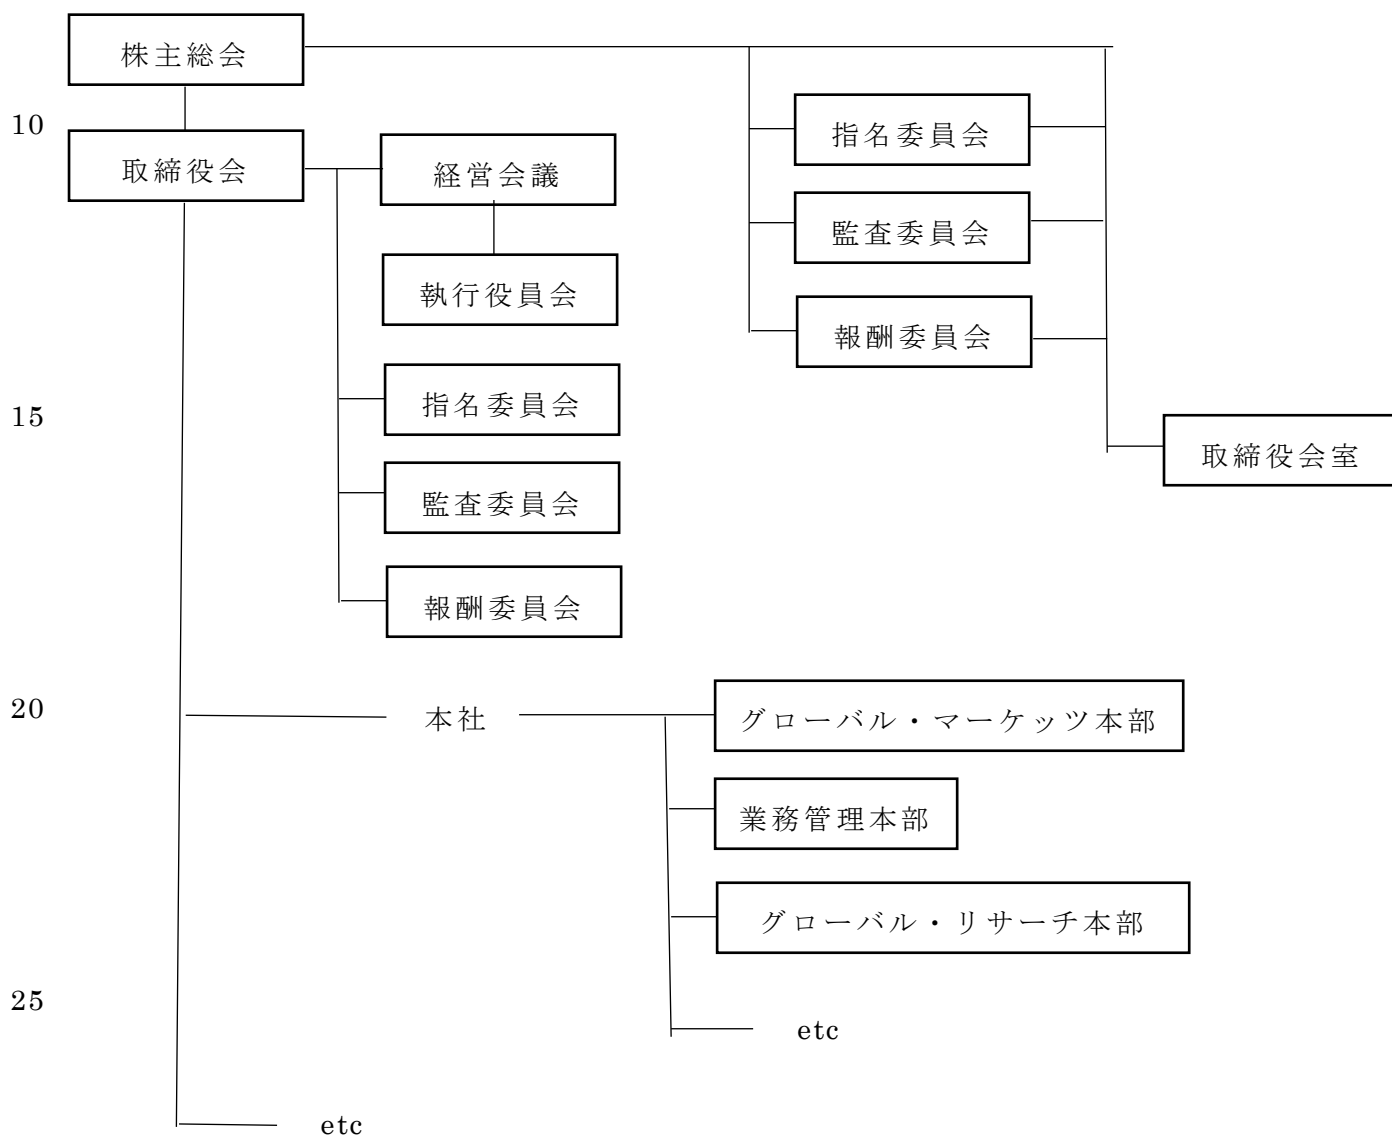 株主総会
10
指名委員会
取締役会
経営会議
監査委員会
執行役員会
報酬委員会
指名委員会
15
取締役会室
監査委員会
報酬委員会
20
本社
グローバル・マーケッツ本部
業務管理本部
グローバル・リサーチ本部
25
etc
etc